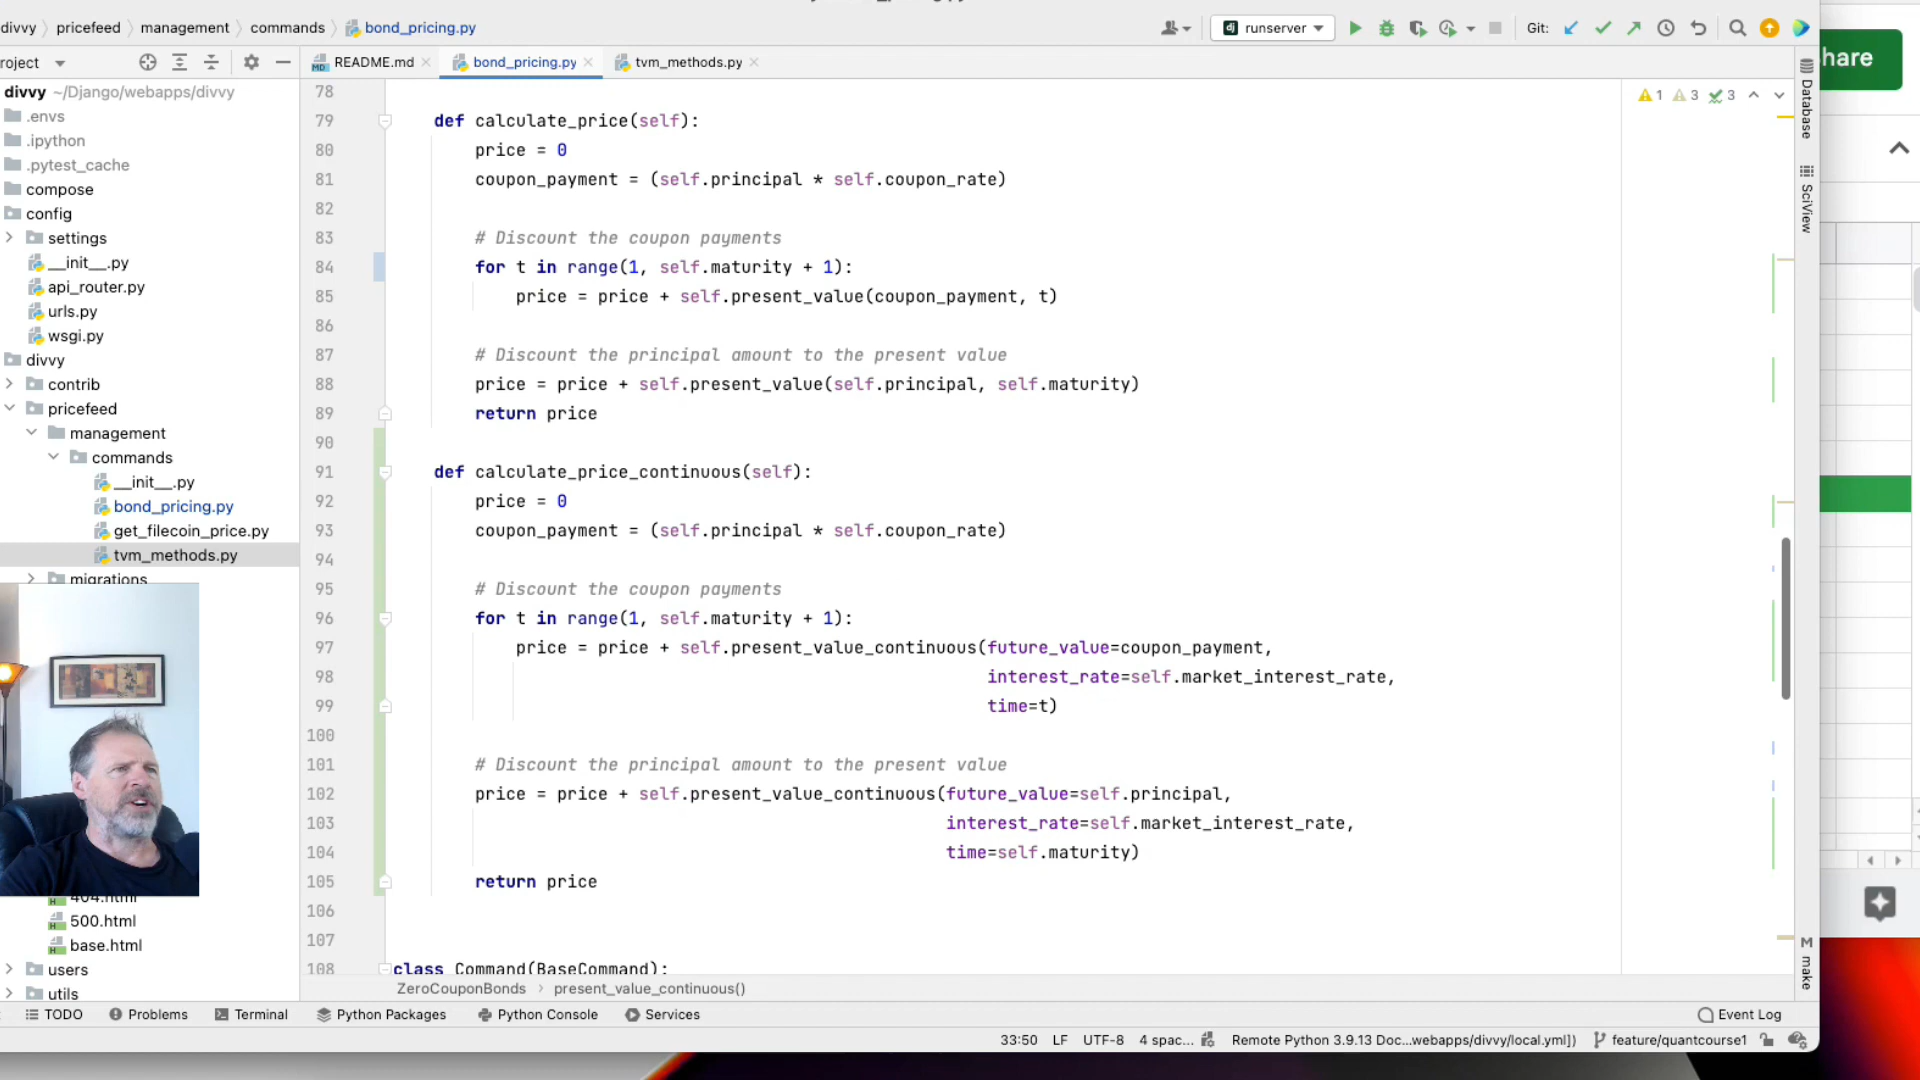 divvy
pricefeed
management
commands
bond_pricing.py
runserver
Git:
roject
README.md
bond_pricing.py
tvm_methods.py
hare
divvy ~/Django/webapps/divvy
.envs
.ipython
.pytest_cache
compose
config
settings
__init__.py
api_router.py
urls.py
wsgi.py
divvy
contrib
pricefeed
management
commands
__init__.py
bond_pricing.py
get_filecoin_price.py
tvm_methods.py
migrations
404.html
500.html
base.html
users
utils
1 3 3
78
79 def calculate_price(self):
80 price = 0
81 coupon_payment = (self.principal * self.coupon_rate)
82
83 # Discount the coupon payments
84 for t in range(1, self.maturity + 1):
85 price = price + self.present_value(coupon_payment, t)
86
87 # Discount the principal amount to the present value
88 price = price + self.present_value(self.principal, self.maturity)
89 return price
90
91 def calculate_price_continuous(self):
92 price = 0
93 coupon_payment = (self.principal * self.coupon_rate)
94
95 # Discount the coupon payments
96 for t in range(1, self.maturity + 1):
97 price = price + self.present_value_continuous(future_value=coupon_payment,
98 interest_rate=self.market_interest_rate,
99 time=t)
100
101 # Discount the principal amount to the present value
102 price = price + self.present_value_continuous(future_value=self.principal,
103 interest_rate=self.market_interest_rate,
104 time=self.maturity)
105 return price
106
107
108 class Command(BaseCommand):
ZeroCouponBonds
present_value_continuous()
Database
SciView
make
TODO
Problems
Terminal
Python Packages
Python Console
Services
Event Log
33:50
LF
UTF-8
4 spac...
Remote Python 3.9.13 Doc...webapps/divvy/local.yml])
feature/quantcourse1